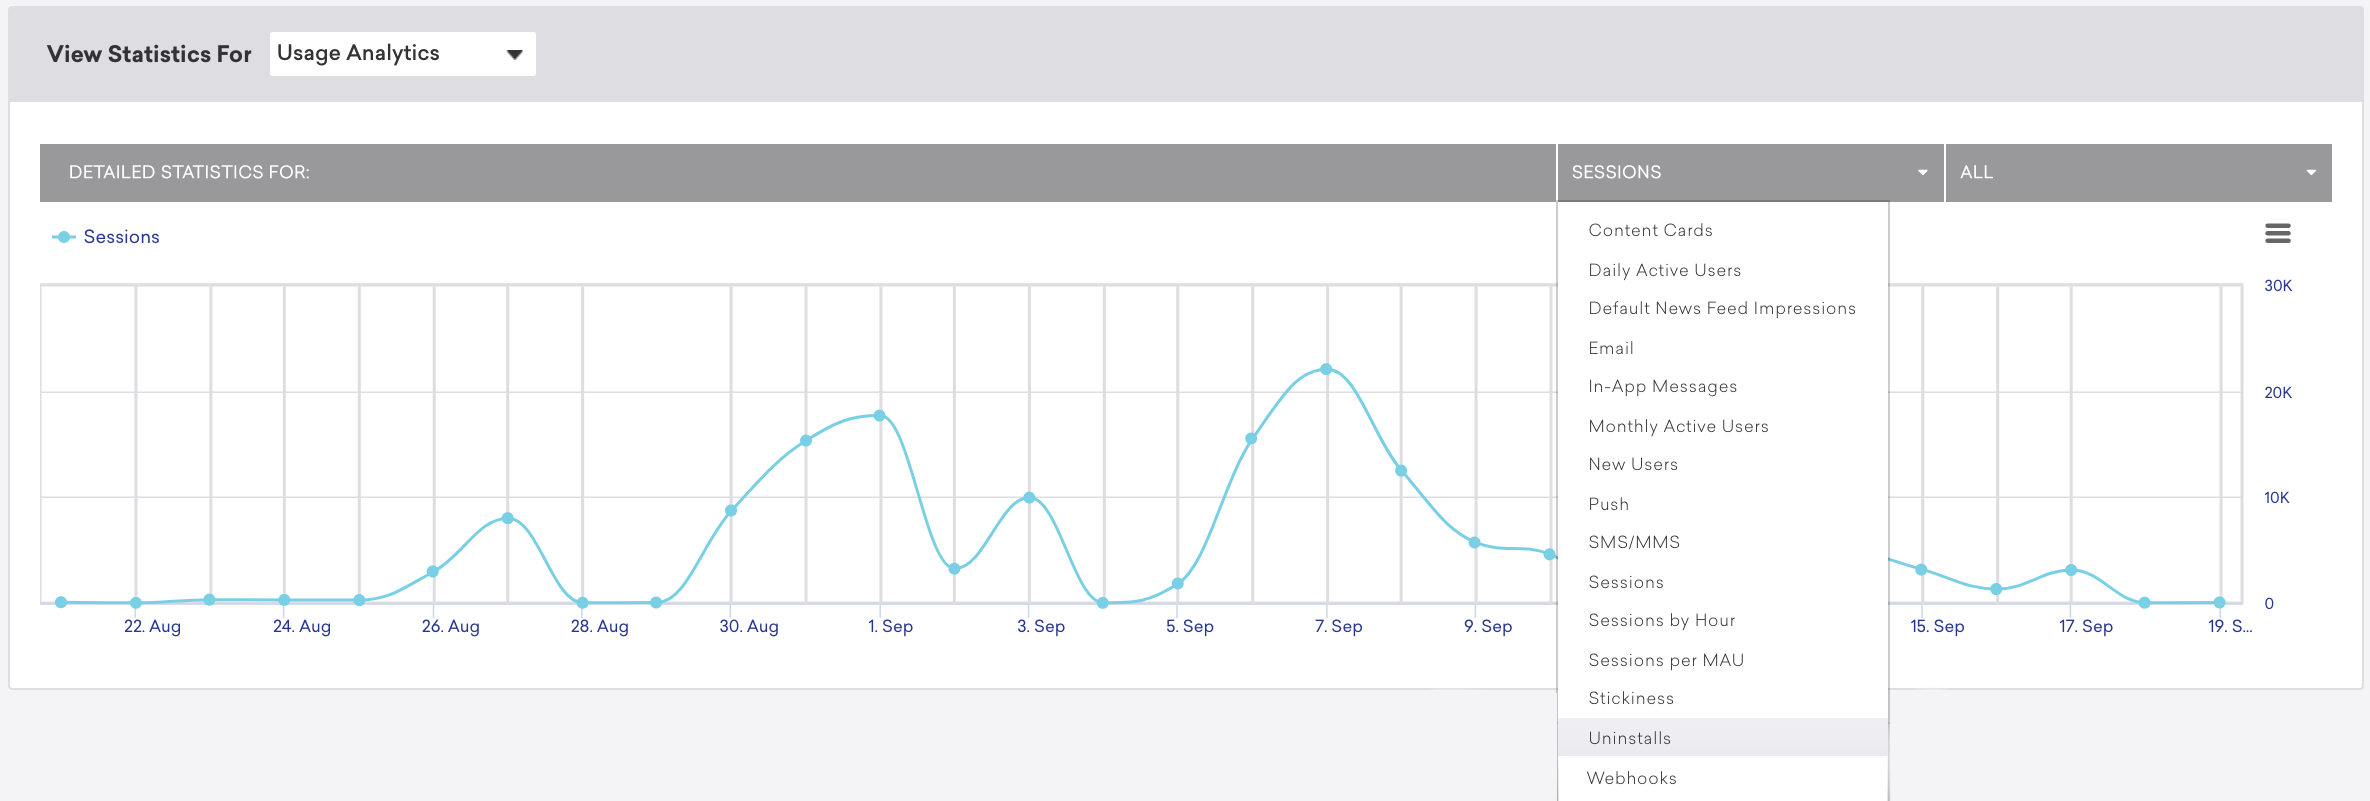 View Statistics For
Usage Analytics
DETAILED STATISTICS FOR:
SESSIONS
ALL
Sessions
Content Cards
Daily Active Users
Default News Feed Impressions
Email
In-App Messages
Monthly Active Users
New Users
Push
SMS/MMS
Sessions
Sessions by Hour
Sessions per MAU
Stickiness
Uninstalls
Webhooks
30K
20K
10K
0
22. Aug
24. Aug
26. Aug
28. Aug
30. Aug
1. Sep
3. Sep
5. Sep
7. Sep
9. Sep
15. Sep
17. Sep
19. S...